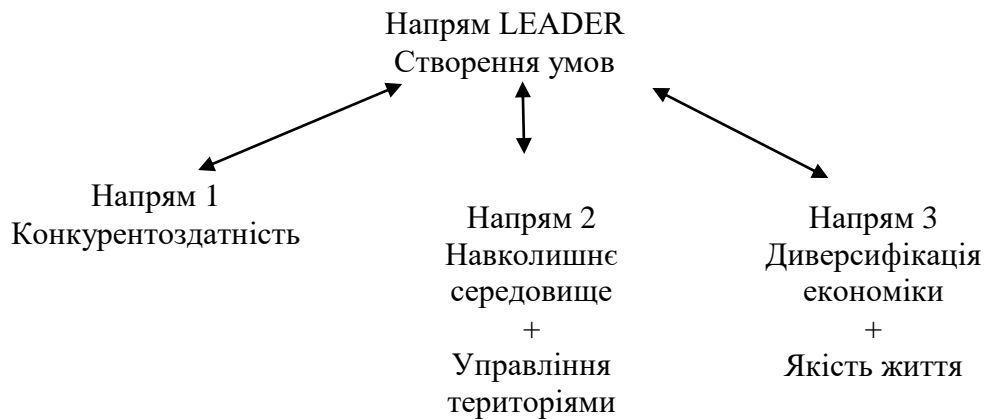 Напрям LEADER
Створення умов
Напрям 1
Конкурентоздатність
Напрям 2
Навколишнє
середовище
+
Управління
територіями
Напрям 3
Диверсифікація
економіки
+
Якість життя